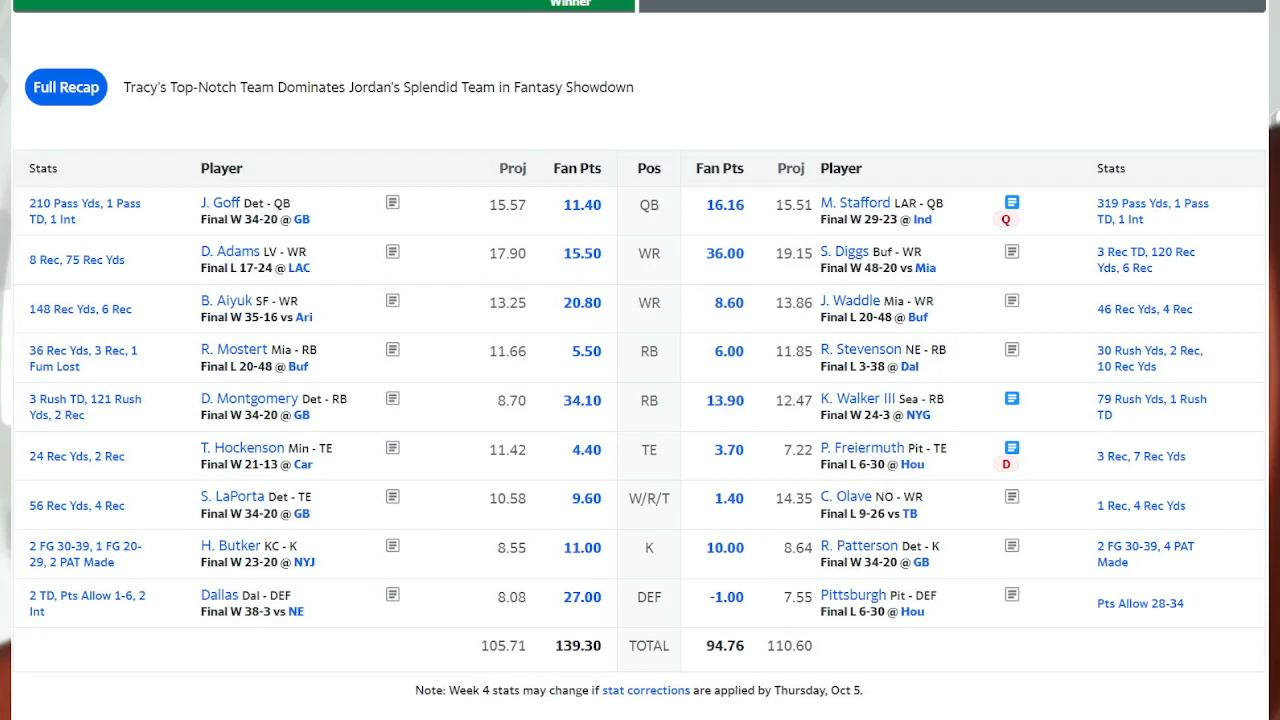 Winner
Full Recap Tracy's Top-Notch Team Dominates Jordan's Splendid Team in Fantasy Showdown
Stats Player Proj Fan Pts Pos Fan Pts Proj Player Stats
210 Pass Yds, 1 Pass TD, 1 Int J. Goff Det - QB Final W 34-20 @ GB 15.57 11.40 QB 16.16 15.51 M. Stafford LAR - QB Final W 29-23 @ Ind Q 319 Pass Yds, 1 Pass TD, 1 Int
8 Rec, 75 Rec Yds D. Adams LV - WR Final L 17-24 @ LAC 17.90 15.50 WR 36.00 19.15 S. Diggs Buf - WR Final W 48-20 vs Mia 3 Rec TD, 120 Rec Yds, 6 Rec
148 Rec Yds, 6 Rec B. Aiyuk SF - WR Final W 35-16 vs Ari 13.25 20.80 WR 8.60 13.86 J. Waddle Mia - WR Final L 20-48 @ Buf 46 Rec Yds, 4 Rec
36 Rec Yds, 3 Rec, 1 Fum Lost R. Mostert Mia - RB Final L 20-48 @ Buf 11.66 5.50 RB 6.00 11.85 R. Stevenson NE - RB Final L 3-38 @ Dal 30 Rush Yds, 2 Rec, 10 Rec Yds
3 Rush TD, 121 Rush Yds, 2 Rec D. Montgomery Det - RB Final W 34-20 @ GB 8.70 34.10 RB 13.90 12.47 K. Walker III Sea - RB Final W 24-3 @ NYG 79 Rush Yds, 1 Rush TD
24 Rec Yds, 2 Rec T. Hockenson Min - TE Final W 21-13 @ Car 11.42 4.40 TE 3.70 7.22 P. Freiermuth Pit - TE Final L 6-30 @ Hou D 3 Rec, 7 Rec Yds
56 Rec Yds, 4 Rec S. LaPorta Det - TE Final W 34-20 @ GB 10.58 9.60 W/R/T 1.40 14.35 C. Olave NO - WR Final L 9-26 vs TB 1 Rec, 4 Rec Yds
2 FG 30-39, 1 FG 20-29, 2 PAT Made H. Butker KC - K Final W 23-20 @ NYJ 8.55 11.00 K 10.00 8.64 R. Patterson Det - K Final W 34-20 @ GB 2 FG 30-39, 4 PAT Made
2 TD, Pts Allow 1-6, 2 Int Dallas Dal - DEF Final W 38-3 vs NE 8.08 27.00 DEF -1.00 7.55 Pittsburgh Pit - DEF Final L 6-30 @ Hou Pts Allow 28-34
105.71 139.30 TOTAL 94.76 110.60
Note: Week 4 stats may change if stat corrections are applied by Thursday, Oct 5.